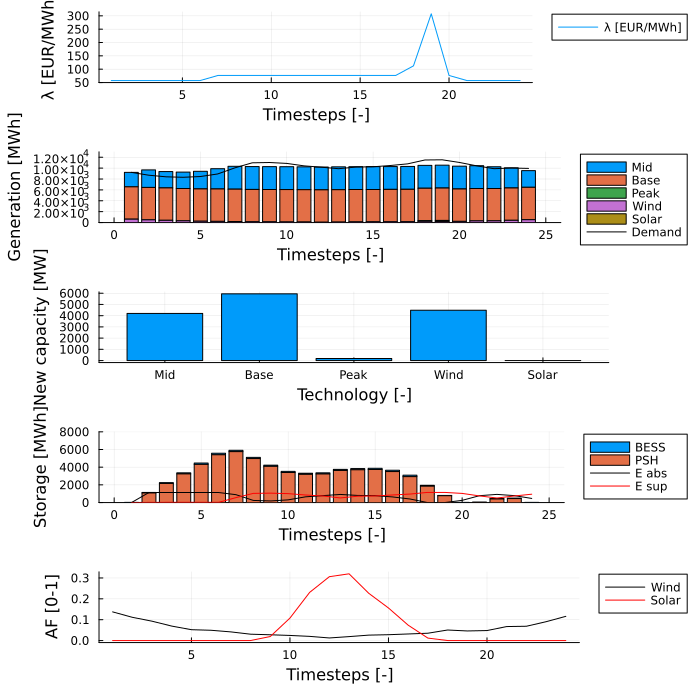 λ [EUR/MWh]
300
250
200
150
100
50
5
10
15
20
Timesteps [-]
λ [EUR/MWh]
Generation [MWh]
1.20×10⁴
1.00×10⁴
8.00×10³
6.00×10³
4.00×10³
2.00×10³
0
0
5
10
15
20
25
Timesteps [-]
Mid
Base
Peak
Wind
Solar
Demand
New capacity [MW]
6000
5000
4000
3000
2000
1000
0
Mid
Base
Peak
Wind
Solar
Technology [-]
Storage [MWh]
8000
6000
4000
2000
0
0
5
10
15
20
25
Timesteps [-]
BESS
PSH
E abs
E sup
AF [0-1]
0.3
0.2
0.1
0.0
5
10
15
20
Timesteps [-]
Wind
Solar